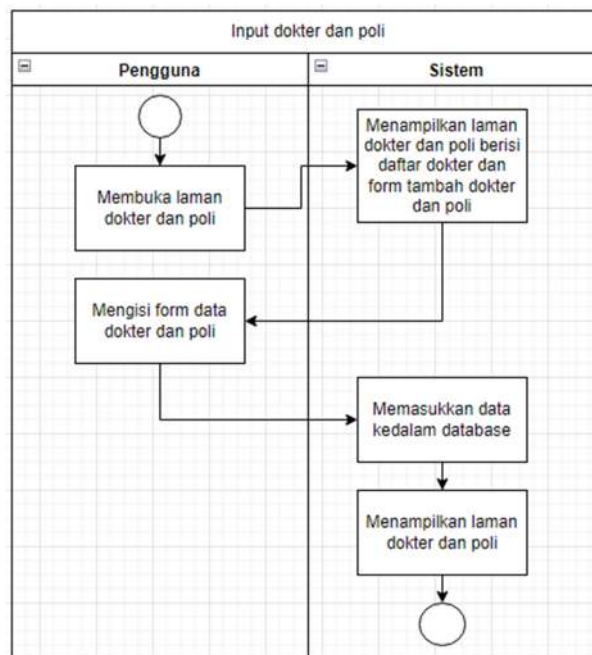 Input dokter dan poli
Pengguna
Sistem
Membuka laman
dokter dan poli
Menampilkan laman
dokter dan poli berisi
daftar dokter dan
form tambah dokter
dan poli
Mengisi form data
dokter dan poli
Memasukkan data
kedalam database
Menampilkan laman
dokter dan poli